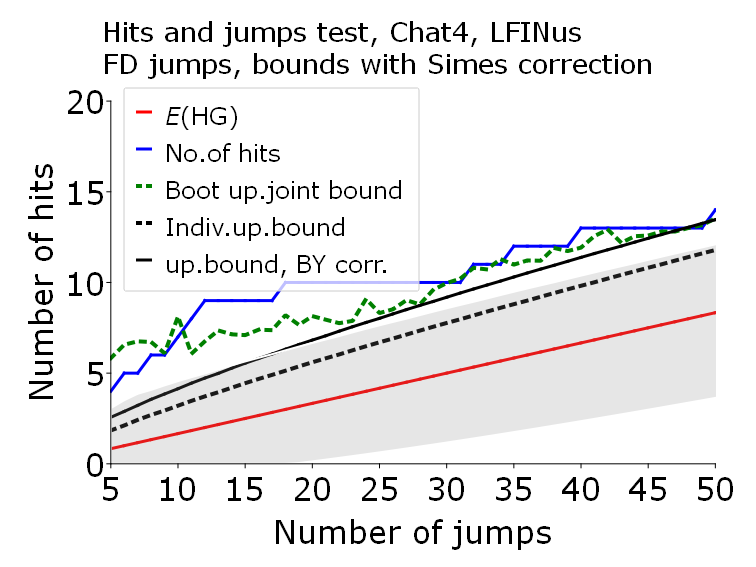 Hits and jumps test, Chat4, LFINus
FD jumps, bounds with Simes correction
E(HG)
No.of hits
Boot up.joint bound
Indiv.up.bound
up.bound, BY corr.
Number of hits
20
15
10
5
0
5 10 15 20 25 30 35 40 45 50
Number of jumps